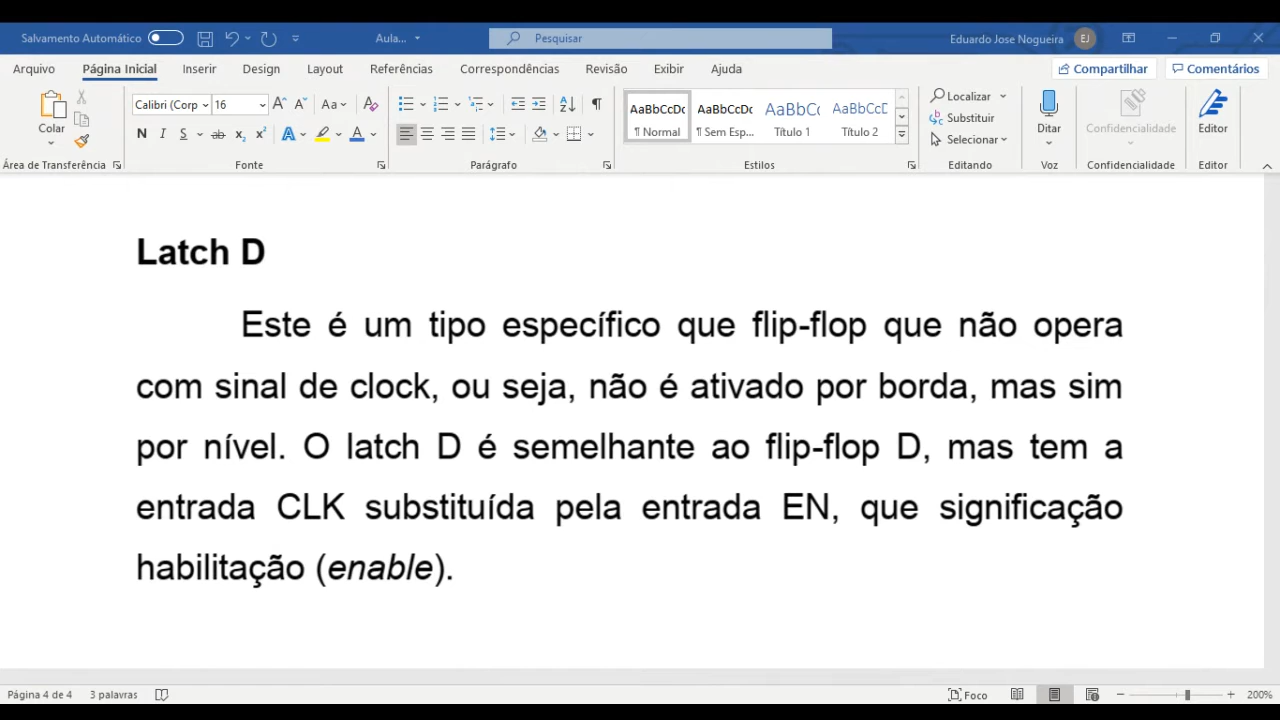 Salvamento Automático Aula... Pesquisar Eduardo Jose Nogueira EJ
Arquivo Página Inicial Inserir Design Layout Referências Correspondências Revisão Exibir Ajuda Compartilhar Comentários
Calibri (Corp 16 Aa AaBbCcDc AaBbCcDc AaBbCc AaBbCcD Localizar
Colar N I S ab x₂ x² A A ¶ Normal ¶ Sem Esp... Título 1 Título 2 Substituir Ditar Confidencialidade Editor
Selecionar
Área de Transferência Fonte Parágrafo Estilos Editando Voz Confidencialidade Editor
Latch D
Este é um tipo específico que flip-flop que não opera
com sinal de clock, ou seja, não é ativado por borda, mas sim
por nível. O latch D é semelhante ao flip-flop D, mas tem a
entrada CLK substituída pela entrada EN, que significação
habilitação (enable).
Página 4 de 4 3 palavras Foco 200%